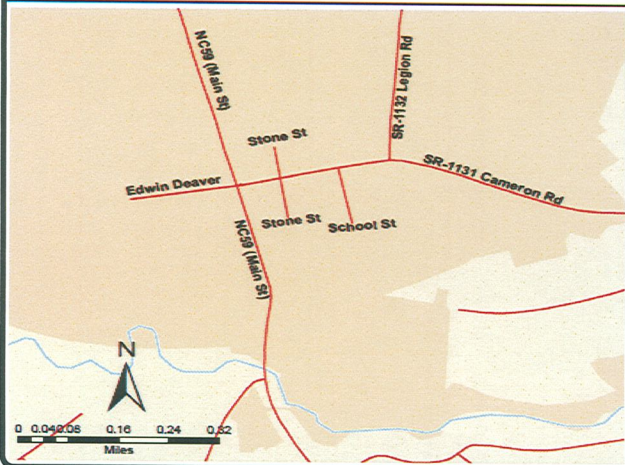 NC59 (Main St)
SR-1132 Legion Rd
Stone St
SR-1131 Cameron Rd
Edwin Deaver
Stone St
School St
NC59 (Main St)
N
0 0.04 0.08 0.16 0.24 0.32
Miles